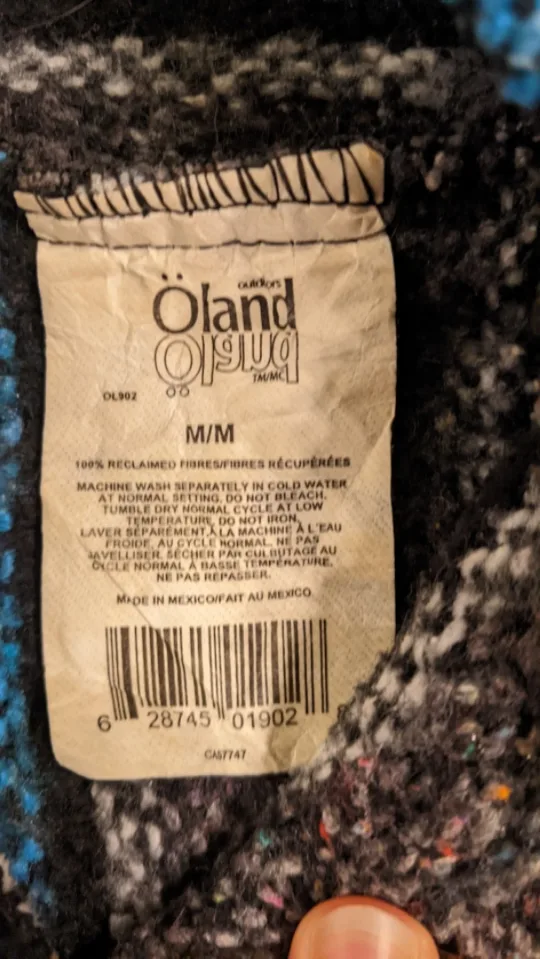 outdoors
Öland
Öland
TM/MC
OL902
M/M
100% RECLAIMED FIBRES/FIBRES RÉCUPÉRÉES
MACHINE WASH SEPARATELY IN COLD WATER
AT NORMAL SETTING, DO NOT BLEACH.
TUMBLE DRY NORMAL CYCLE AT LOW
TEMPERATURE, DO NOT IRON,
LAVER SÉPARÉMENT,À LA MACHINE À L'EAU
FROIDE, AU CYCLE NORMAL, NE PAS
JAVELLISER. SÉCHER PAR CULBUTAGE AU
CYCLE NORMAL À BASSE TEMPÉRATURE,
NE PAS REPASSER.
MADE IN MEXICO/FAIT AU MEXICO
6 28745 01902
CA57747